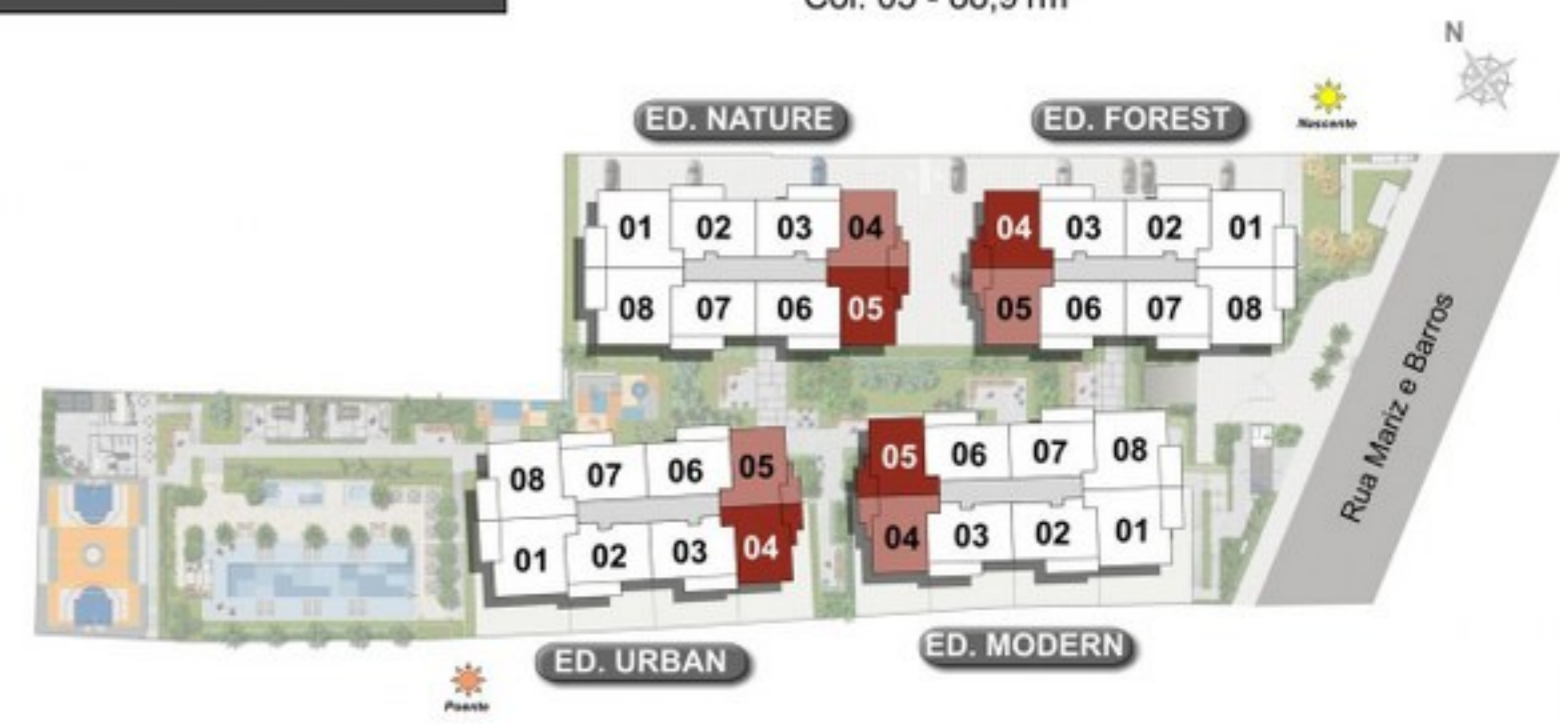 N
ED. NATURE
ED. FOREST
Nascente
01 02 03 04
04 03 02 01
08 07 06 05
05 06 07 08
Rua Mariz e Barros
08 07 06 05
05 06 07 08
01 02 03 04
04 03 02 01
ED. URBAN
ED. MODERN
Poente